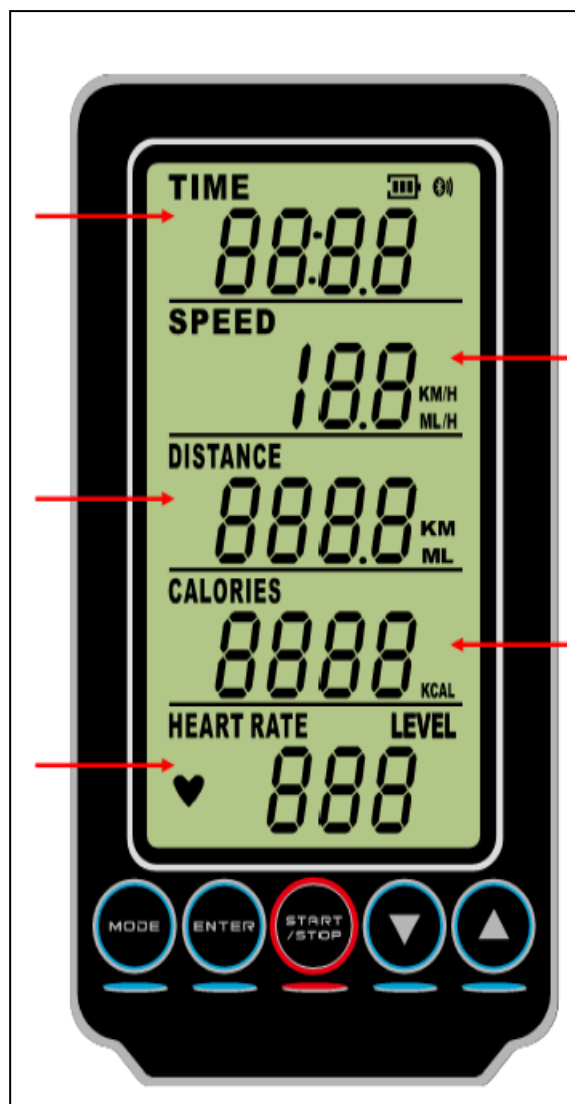 TIME
88:8.8
SPEED
18.8 KM/H
ML/H
DISTANCE
888.8 KM
ML
CALORIES
8888 KCAL
HEART RATE LEVEL
888
MODE ENTER START
/STOP